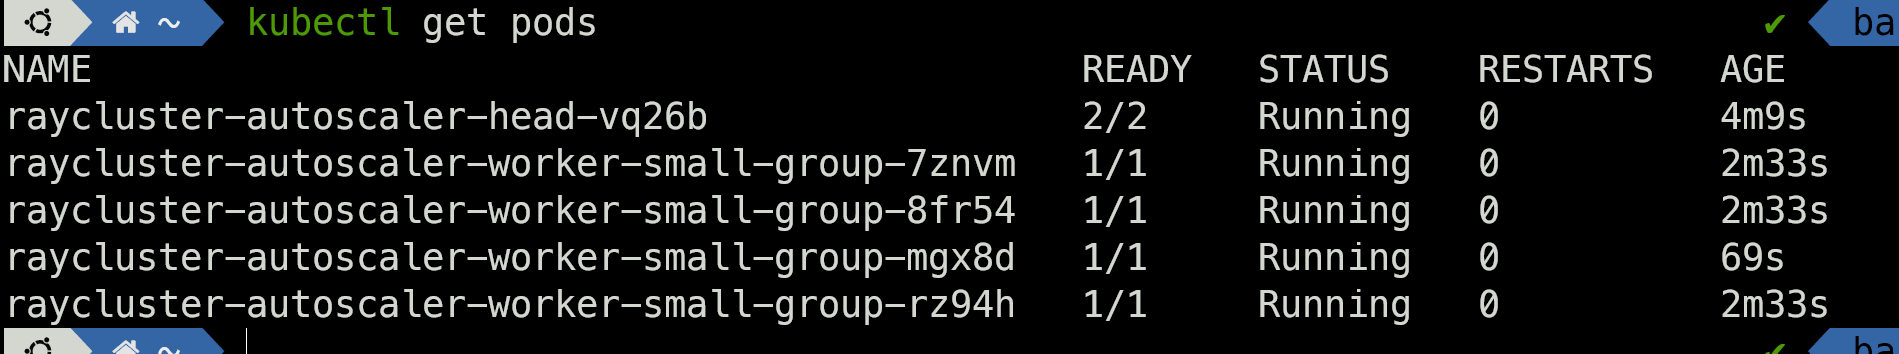 ~ kubectl get pods ✔ ba
NAME READY STATUS RESTARTS AGE
raycluster-autoscaler-head-vq26b 2/2 Running 0 4m9s
raycluster-autoscaler-worker-small-group-7znvm 1/1 Running 0 2m33s
raycluster-autoscaler-worker-small-group-8fr54 1/1 Running 0 2m33s
raycluster-autoscaler-worker-small-group-mgx8d 1/1 Running 0 69s
raycluster-autoscaler-worker-small-group-rz94h 1/1 Running 0 2m33s
~ ✔ ba